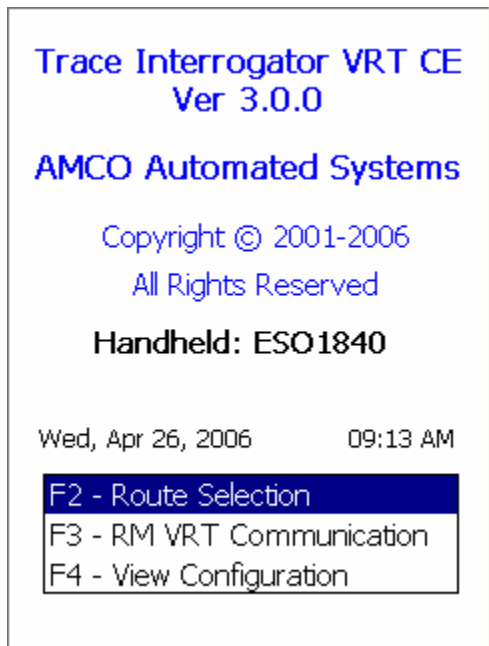 Trace Interrogator VRT CE
Ver 3.0.0
AMCO Automated Systems
Copyright © 2001-2006
All Rights Reserved
Handheld: ESO1840
Wed, Apr 26, 2006 09:13 AM
F2 - Route Selection
F3 - RM VRT Communication
F4 - View Configuration